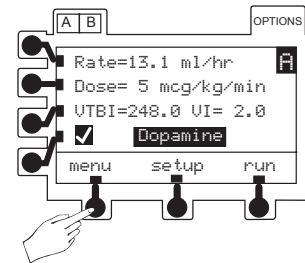 A B OPTIONS
Rate=13.1 ml/hr A
Dose= 5 mcg/kg/min
VTBI=248.0 VI= 2.0
Dopamine
menu setup run